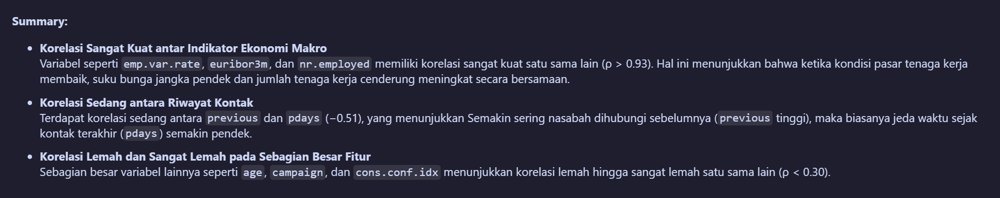 Summary:
• Korelasi Sangat Kuat antar Indikator Ekonomi Makro
Variabel seperti emp.var.rate, euribor3m, dan nr.employed memiliki korelasi sangat kuat satu sama lain (ρ > 0.93). Hal ini menunjukkan bahwa ketika kondisi pasar tenaga kerja
membaik, suku bunga jangka pendek dan jumlah tenaga kerja cenderung meningkat secara bersamaan.
• Korelasi Sedang antara Riwayat Kontak
Terdapat korelasi sedang antara previous dan pdays (−0.51), yang menunjukkan Semakin sering nasabah dihubungi sebelumnya (previous tinggi), maka biasanya jeda waktu sejak
kontak terakhir (pdays) semakin pendek.
• Korelasi Lemah dan Sangat Lemah pada Sebagian Besar Fitur
Sebagian besar variabel lainnya seperti age, campaign, dan cons.conf.idx menunjukkan korelasi lemah hingga sangat lemah satu sama lain (ρ < 0.30).